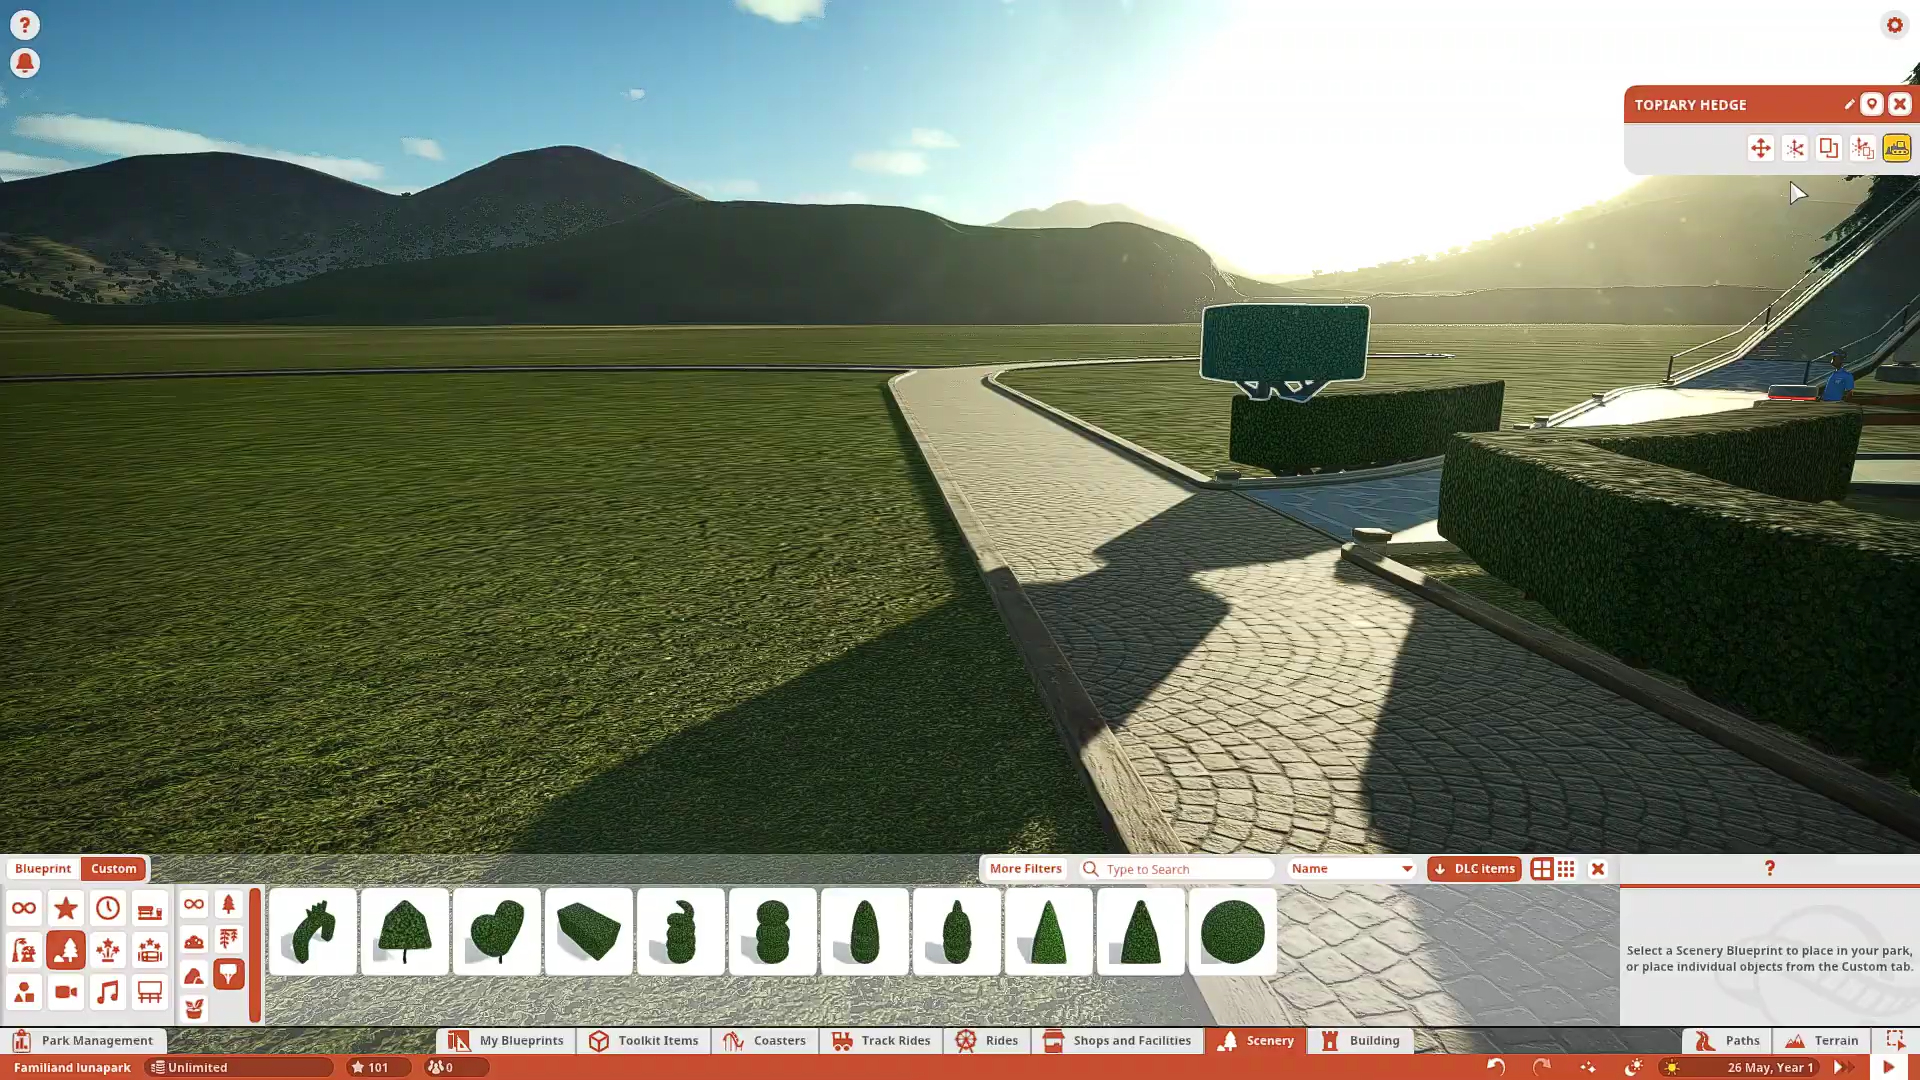 TOPIARY HEDGE
Blueprint
Custom
More Filters
Type to Search
Name
DLC items
Select a Scenery Blueprint to place in your park,
or place individual objects from the Custom tab.
Park Management
My Blueprints
Toolkit Items
Coasters
Track Rides
Rides
Shops and Facilities
Scenery
Building
Paths
Terrain
Familiand lunapark
Unlimited
101
0
26 May, Year 1